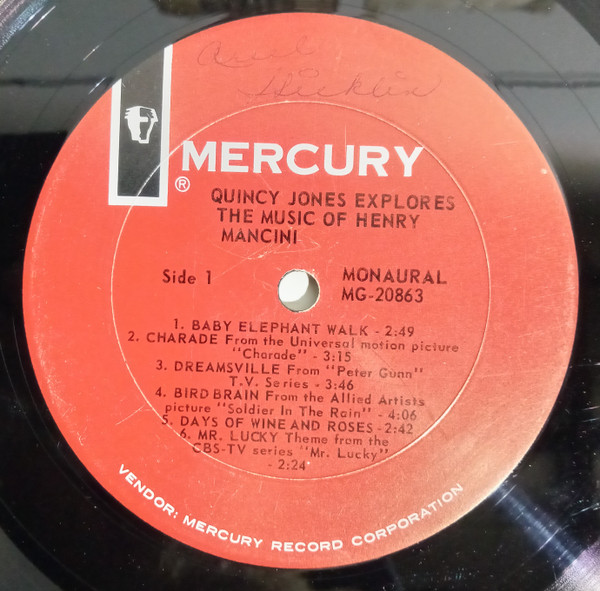 Hicklin
MERCURY
®
QUINCY JONES EXPLORES
THE MUSIC OF HENRY
MANCINI
Side 1
MONAURAL
MG-20863
1. BABY ELEPHANT WALK - 2:49
2. CHARADE From the Universal motion picture
"Charade" - 3:15
3. DREAMSVILLE From "Peter Gunn"
T.V. Series - 3:46
4. BIRD BRAIN From the Allied Artists
picture "Soldier In The Rain" - 4:06
5. DAYS OF WINE AND ROSES - 2:42
6. MR. LUCKY Theme from the
CBS-TV series "Mr. Lucky"
- 2:24
VENDOR: MERCURY RECORD CORPORATION